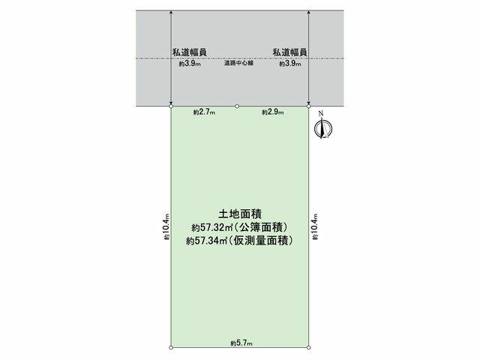 私道幅員
約3.9m
道路中心線
私道幅員
約3.9m
約2.7m
約2.9m
N
土地面積
約57.32㎡(公簿面積)
約57.34㎡(仮測量面積)
約10.4m
約10.4m
約5.7m